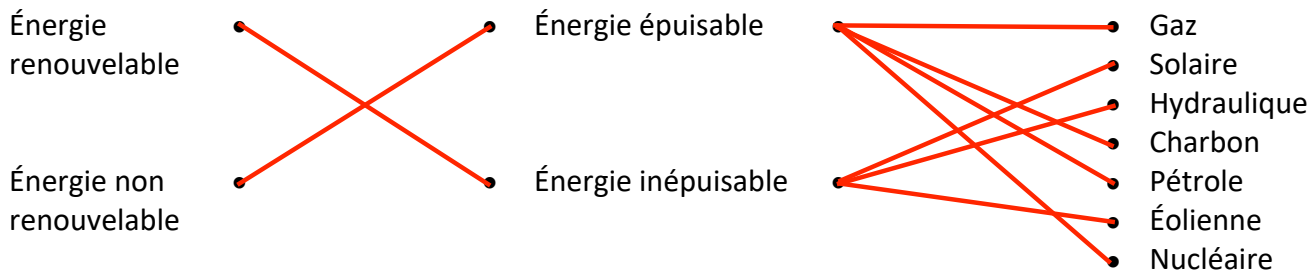 Énergie
renouvelable
Énergie non
renouvelable
Énergie épuisable
Énergie inépuisable
Gaz
Solaire
Hydraulique
Charbon
Pétrole
Éolienne
Nucléaire